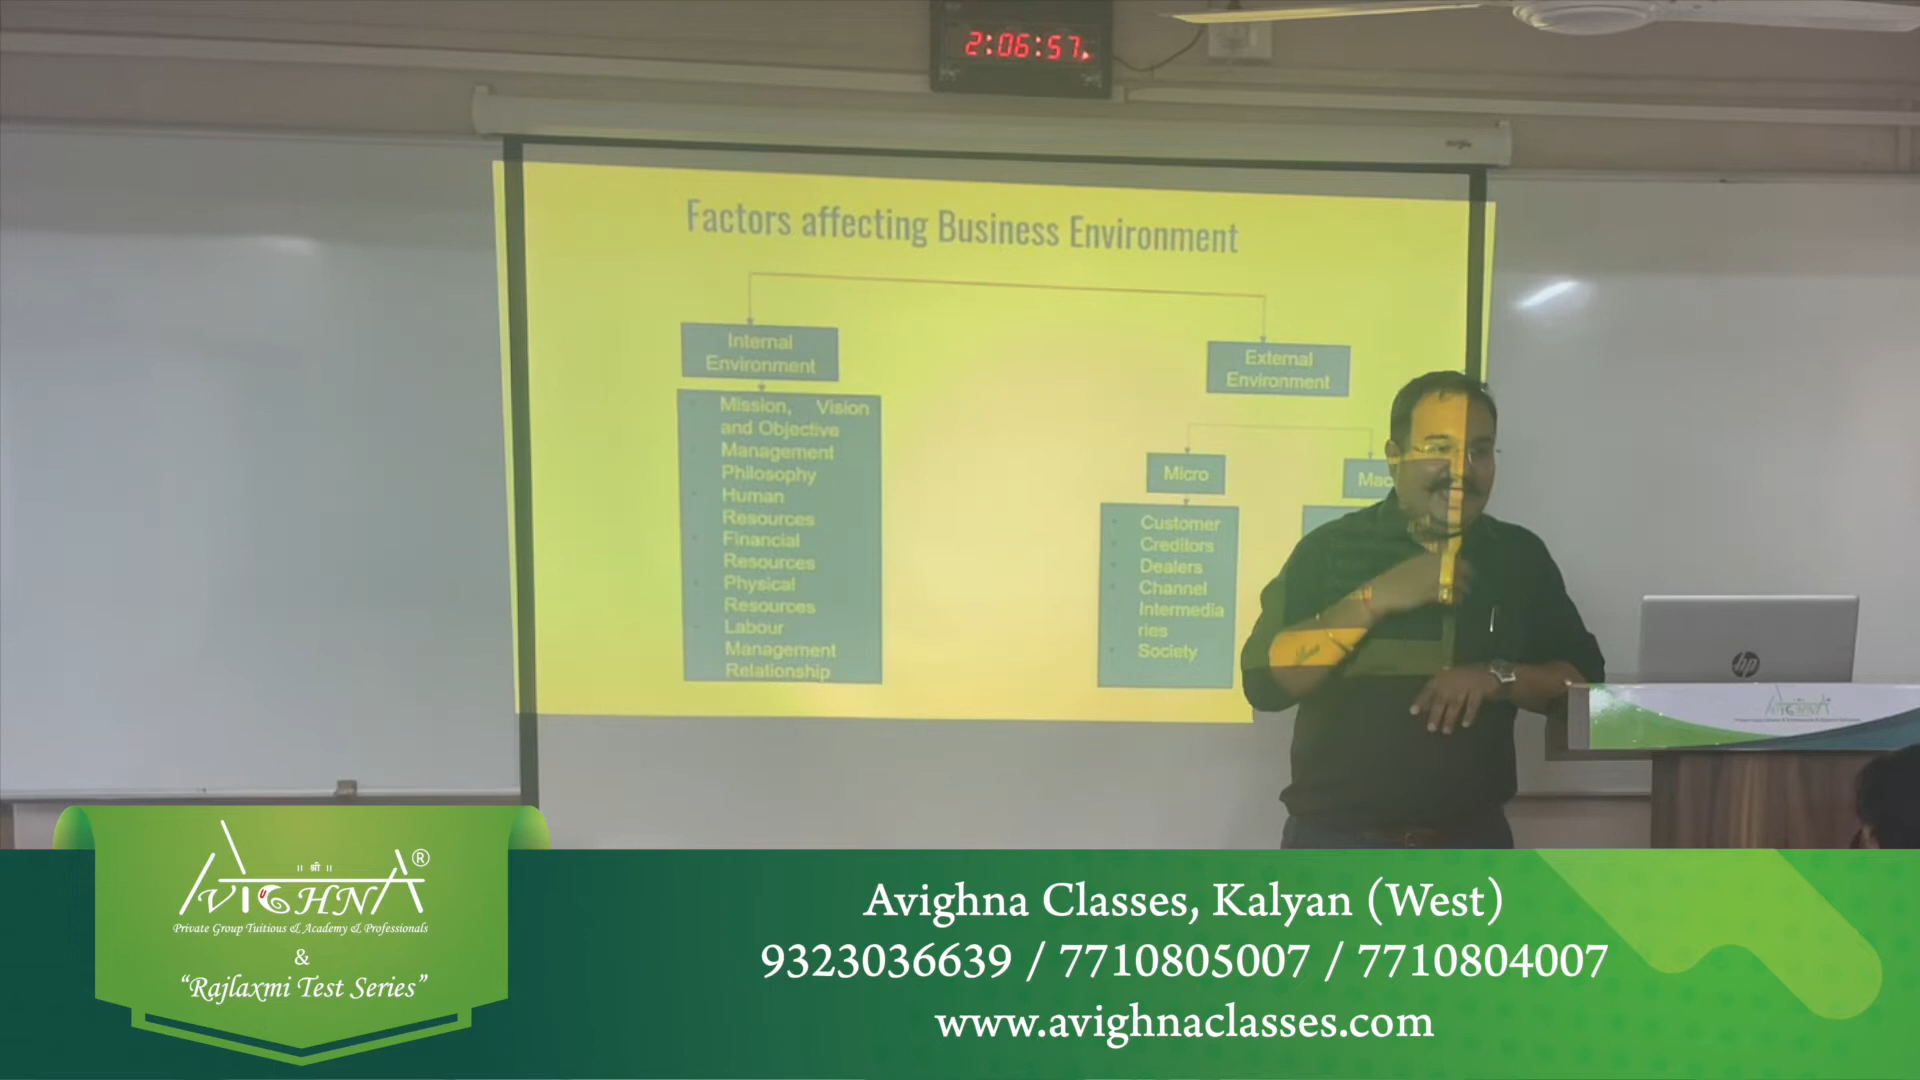 2:06:57
Factors affecting Business Environment
Internal
Environment
External
Environment
Mission, Vision
and Objective
Management
Philosophy
Human
Resources
Financial
Resources
Physical
Resources
Labour
Management
Relationship
Micro
Mac
Customer
Creditors
Dealers
Channel
Intermedia
ries
Society
hp
AVIGHNA
॥ श्री ॥
AVIGHNA®
Private Group Tuitions & Academy & Professionals
&
“Rajlaxmi Test Series”
Avighna Classes, Kalyan (West)
9323036639 / 7710805007 / 7710804007
www.avighnaclasses.com